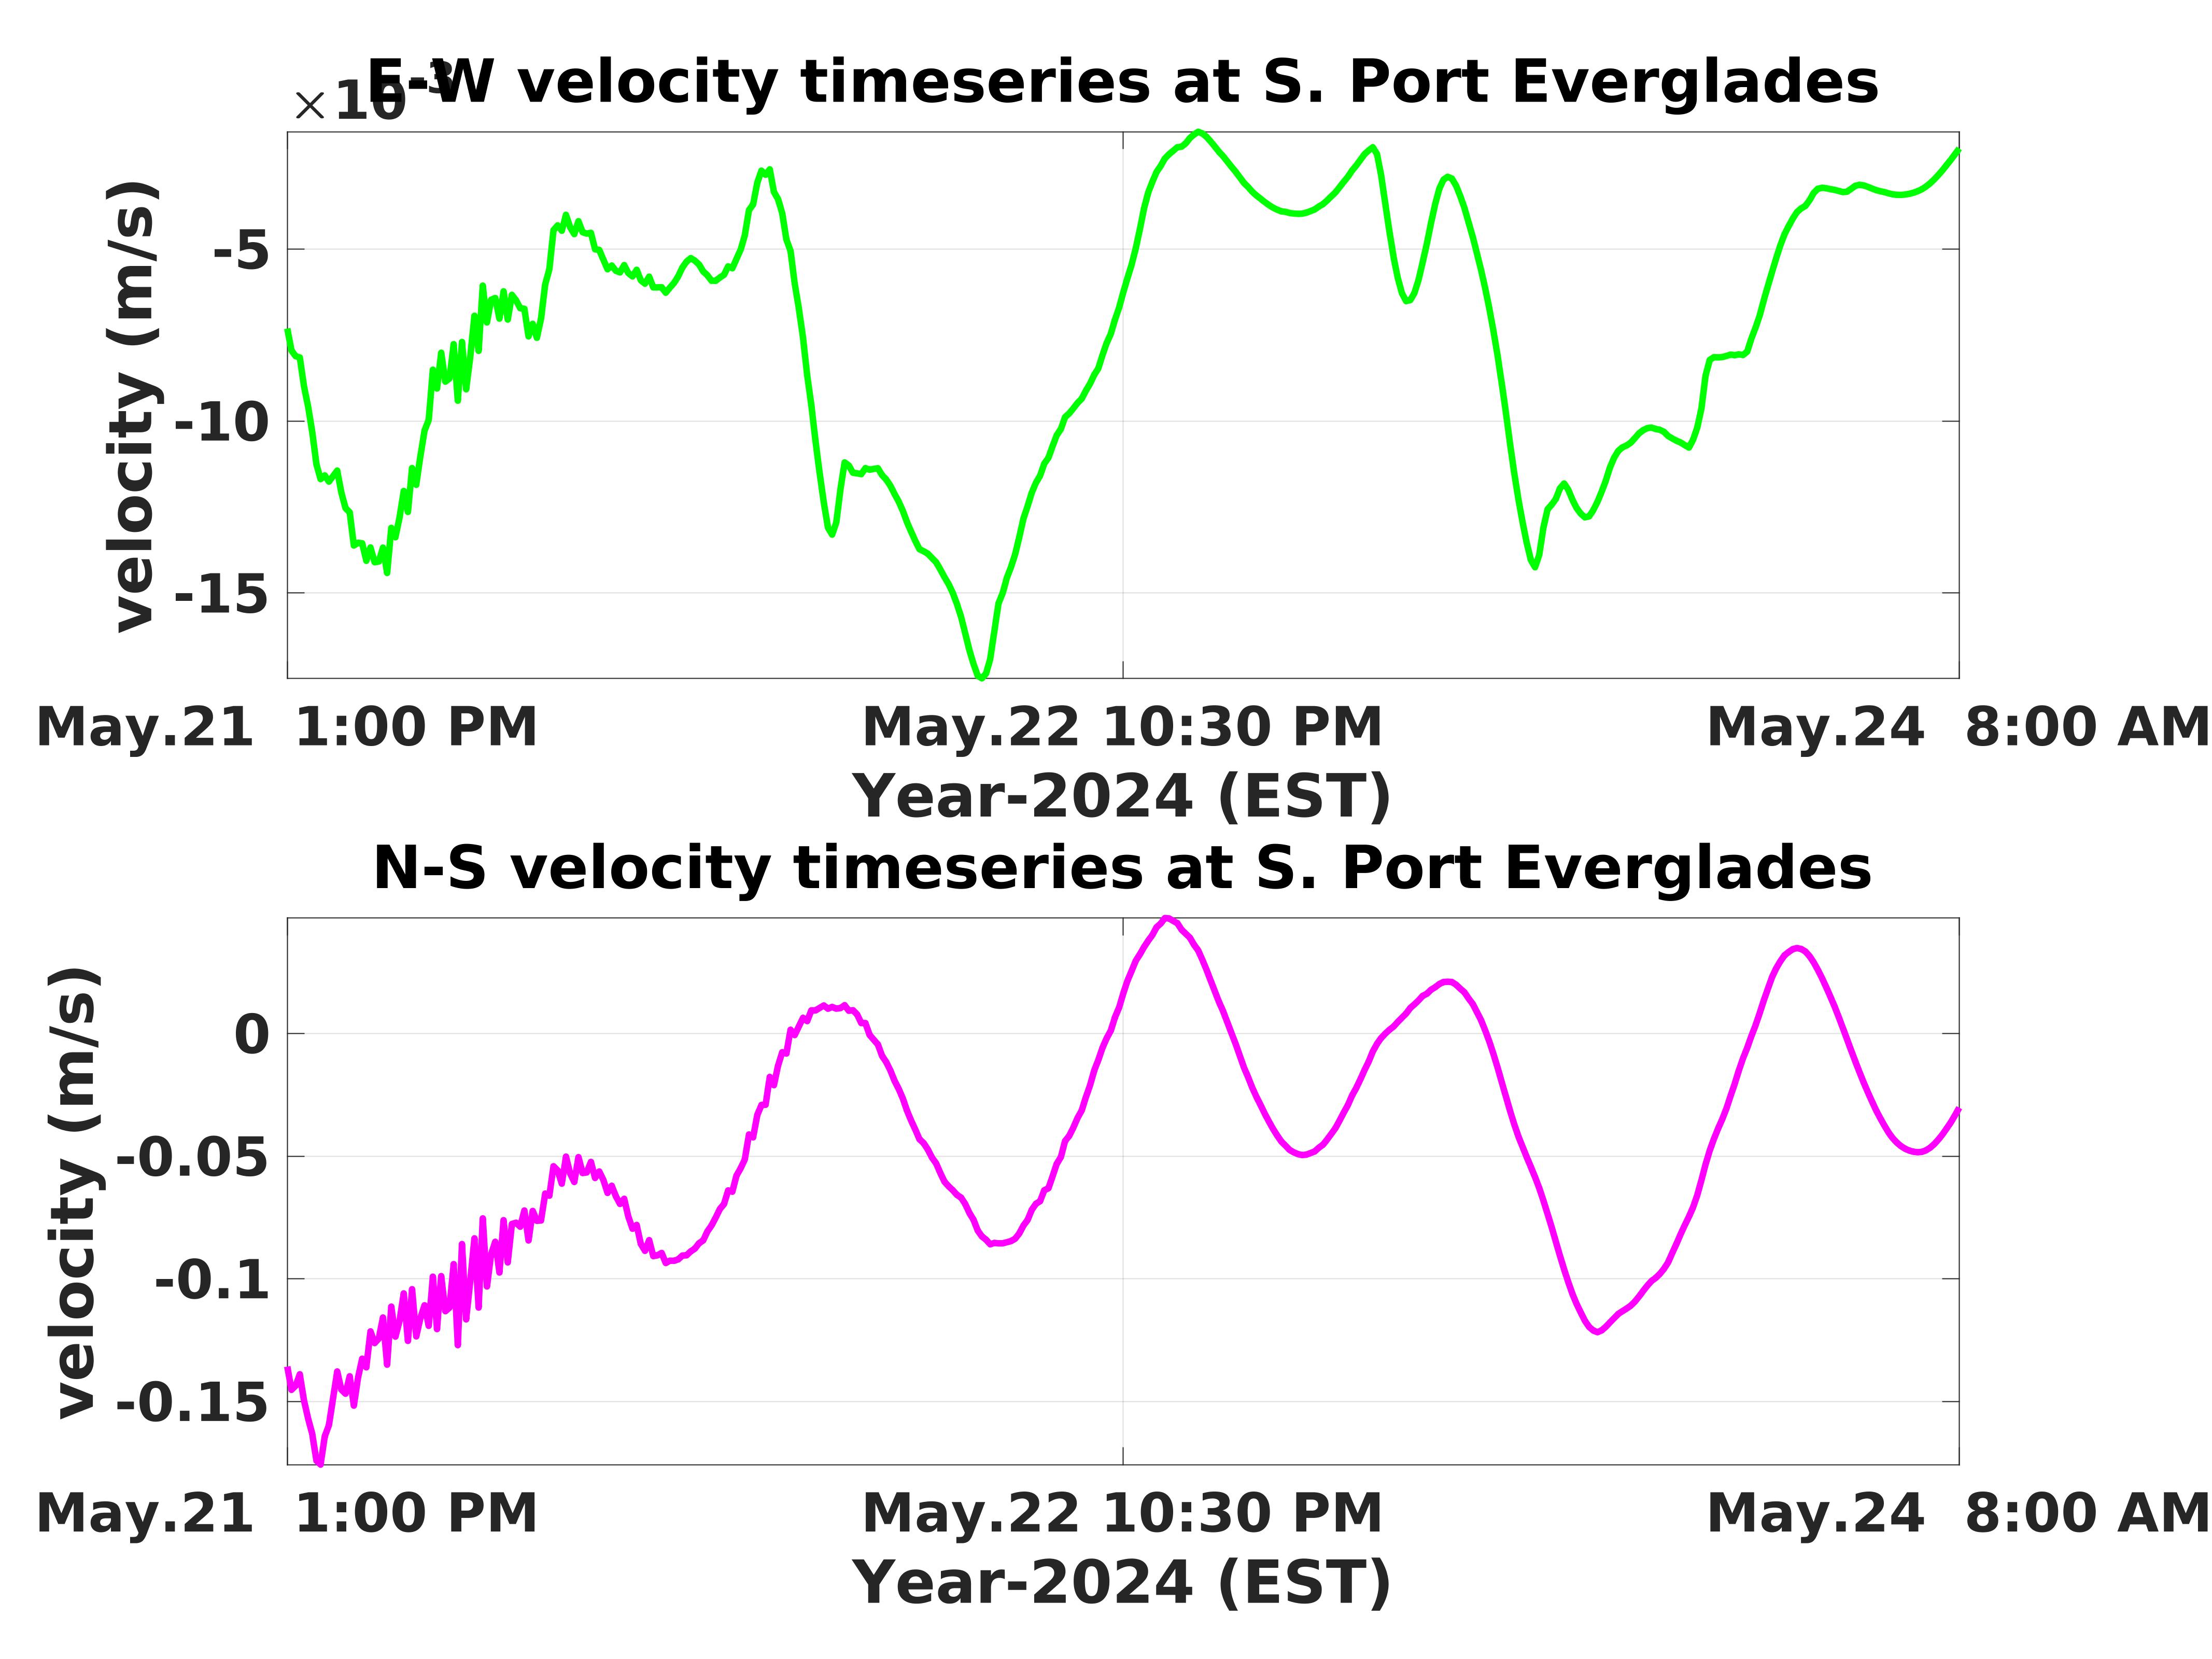 E-W velocity timeseries at S. Port Everglades
×10-3
velocity (m/s)
-5
-10
-15
May.21  1:00 PM
May.22 10:30 PM
May.24  8:00 AM
Year-2024 (EST)
N-S velocity timeseries at S. Port Everglades
velocity (m/s)
0
-0.05
-0.1
-0.15
May.21  1:00 PM
May.22 10:30 PM
May.24  8:00 AM
Year-2024 (EST)